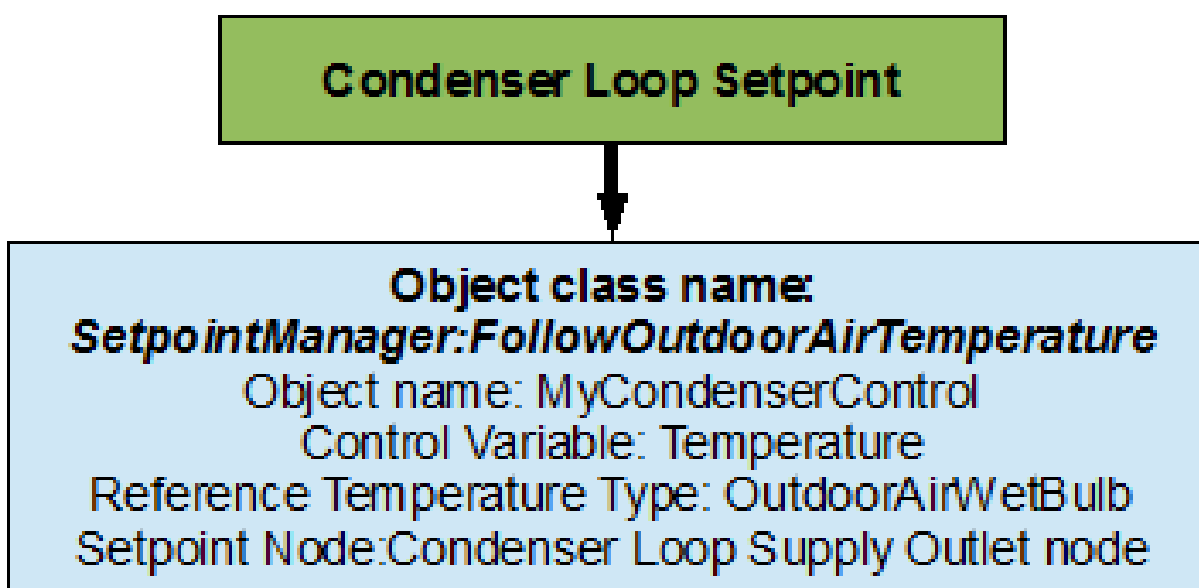 Condenser Loop Setpoint
Object class name:
SetpointManager:FollowOutdoorAirTemperature
Object name: MyCondenserControl
Control Variable: Temperature
Reference Temperature Type: OutdoorAirWetBulb
Setpoint Node:Condenser Loop Supply Outlet node